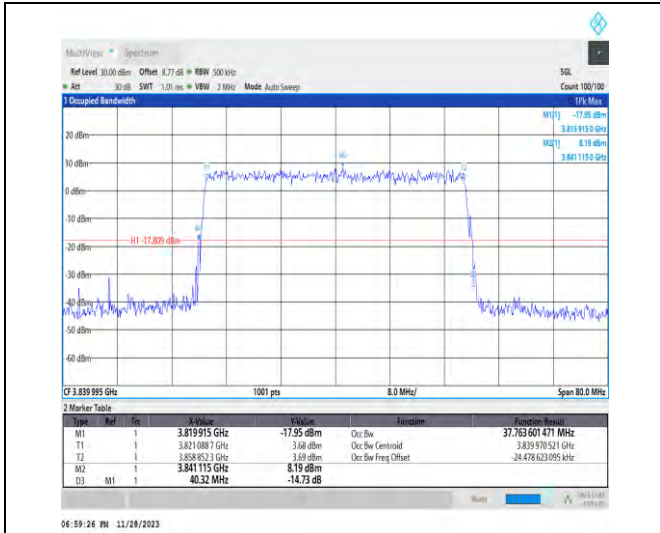 MultiView Spectrum
Ref Level 30.00 dBm Offset 8.77 dB RBW 500 kHz SGL
Att 30 dB SWT 1.01 ms VBW 2 MHz Mode Auto Sweep Count 100/100
1 Occupied Bandwidth 1Pk Max
M1[1] -17.95 dBm
3.819 915 0 GHz
M2[1] 8.19 dBm
3.841 115 0 GHz
20 dBm
10 dBm
0 dBm
-10 dBm
H1 -17.809 dBm
-20 dBm
-30 dBm
-40 dBm
-50 dBm
-60 dBm
CF 3.839 995 GHz 1001 pts 8.0 MHz/ Span 80.0 MHz
2 Marker Table
Type Ref Trc X-Value Y-Value Function Function Result
M1 1 3.819 915 GHz -17.95 dBm Occ Bw 37.763 601 471 MHz
T1 1 3.821 088 7 GHz 3.68 dBm Occ Bw Centroid 3.839 970 521 GHz
T2 1 3.858 852 3 GHz 3.69 dBm Occ Bw Freq Offset -24.478 623 095 kHz
M2 1 3.841 115 GHz 8.19 dBm
D3 M1 1 40.32 MHz -14.73 dB
06:59:26 PM 11/28/2023